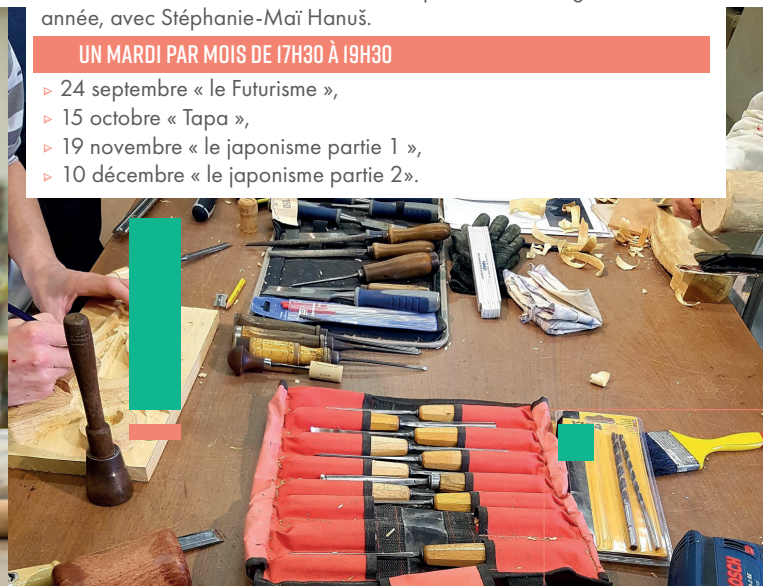 année, avec Stéphanie-Maï Hanuš.
UN MARDI PAR MOIS DE 17H30 À 19H30
▹ 24 septembre « le Futurisme »,
▹ 15 octobre « Tapa »,
▹ 19 novembre « le japonisme partie 1 »,
▹ 10 décembre « le japonisme partie 2».
BOSCH